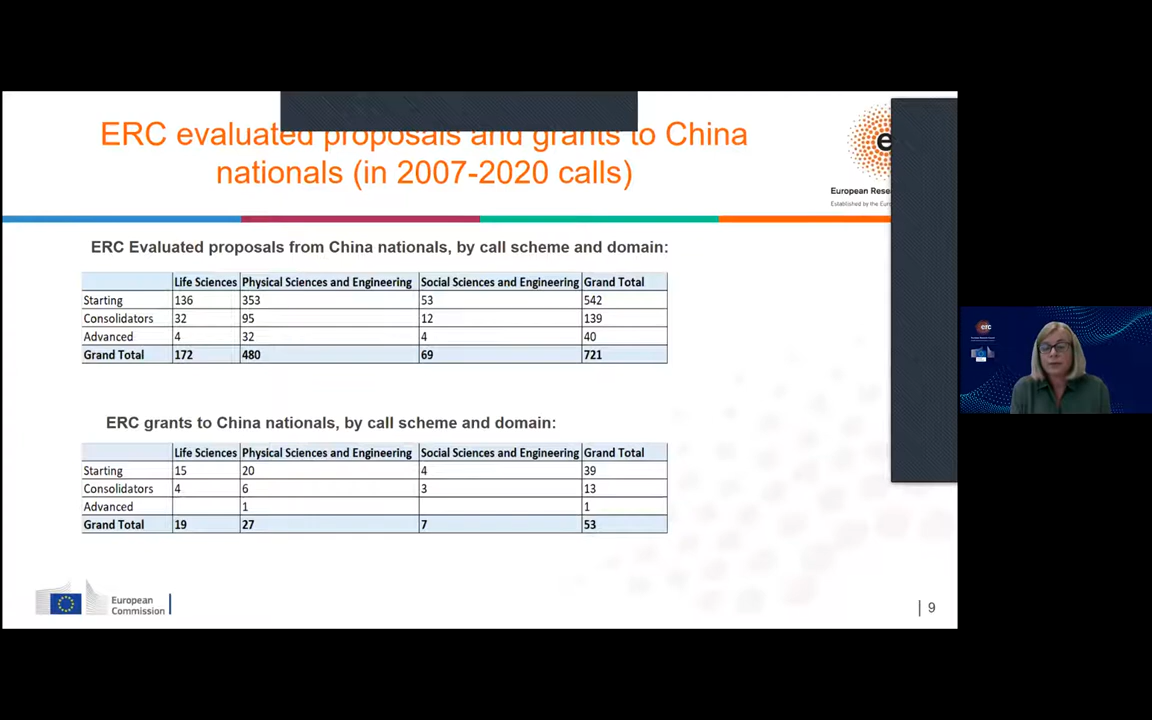 ERC evaluated proposals and grants to China
nationals (in 2007-2020 calls)
e
European Rese
Established by the Eur
ERC Evaluated proposals from China nationals, by call scheme and domain:
Life Sciences Physical Sciences and Engineering Social Sciences and Engineering Grand Total
Starting 136 353 53 542
Consolidators 32 95 12 139
Advanced 4 32 4 40
Grand Total 172 480 69 721
ERC grants to China nationals, by call scheme and domain:
Life Sciences Physical Sciences and Engineering Social Sciences and Engineering Grand Total
Starting 15 20 4 39
Consolidators 4 6 3 13
Advanced 1 1
Grand Total 19 27 7 53
European
Commission
9
erc